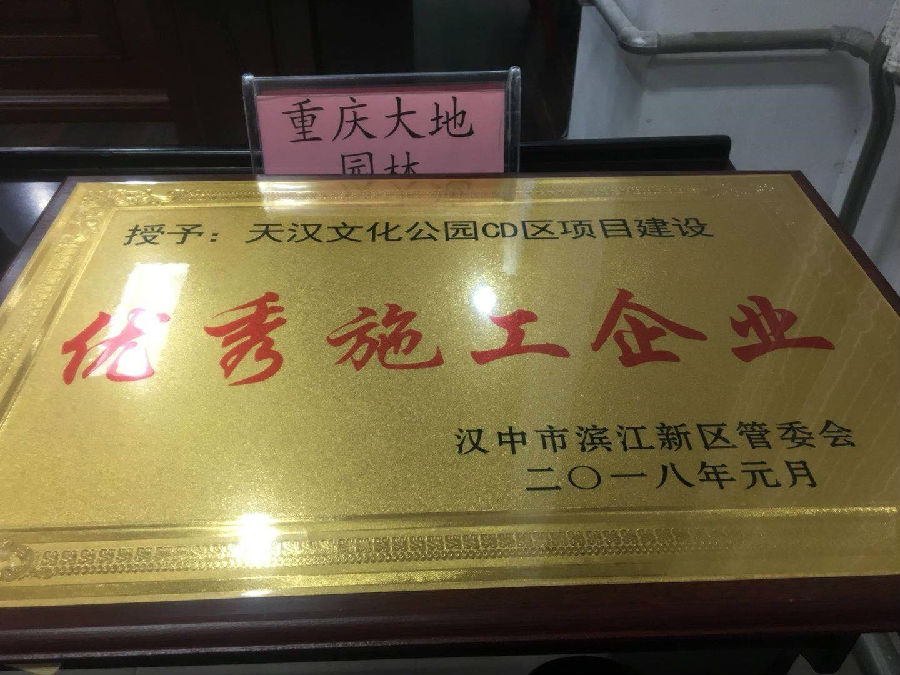 重庆大地
园林
授予：天汉文化公园CD区项目建设
优秀施工企业
汉中市滨江新区管委会
二〇一八年元月